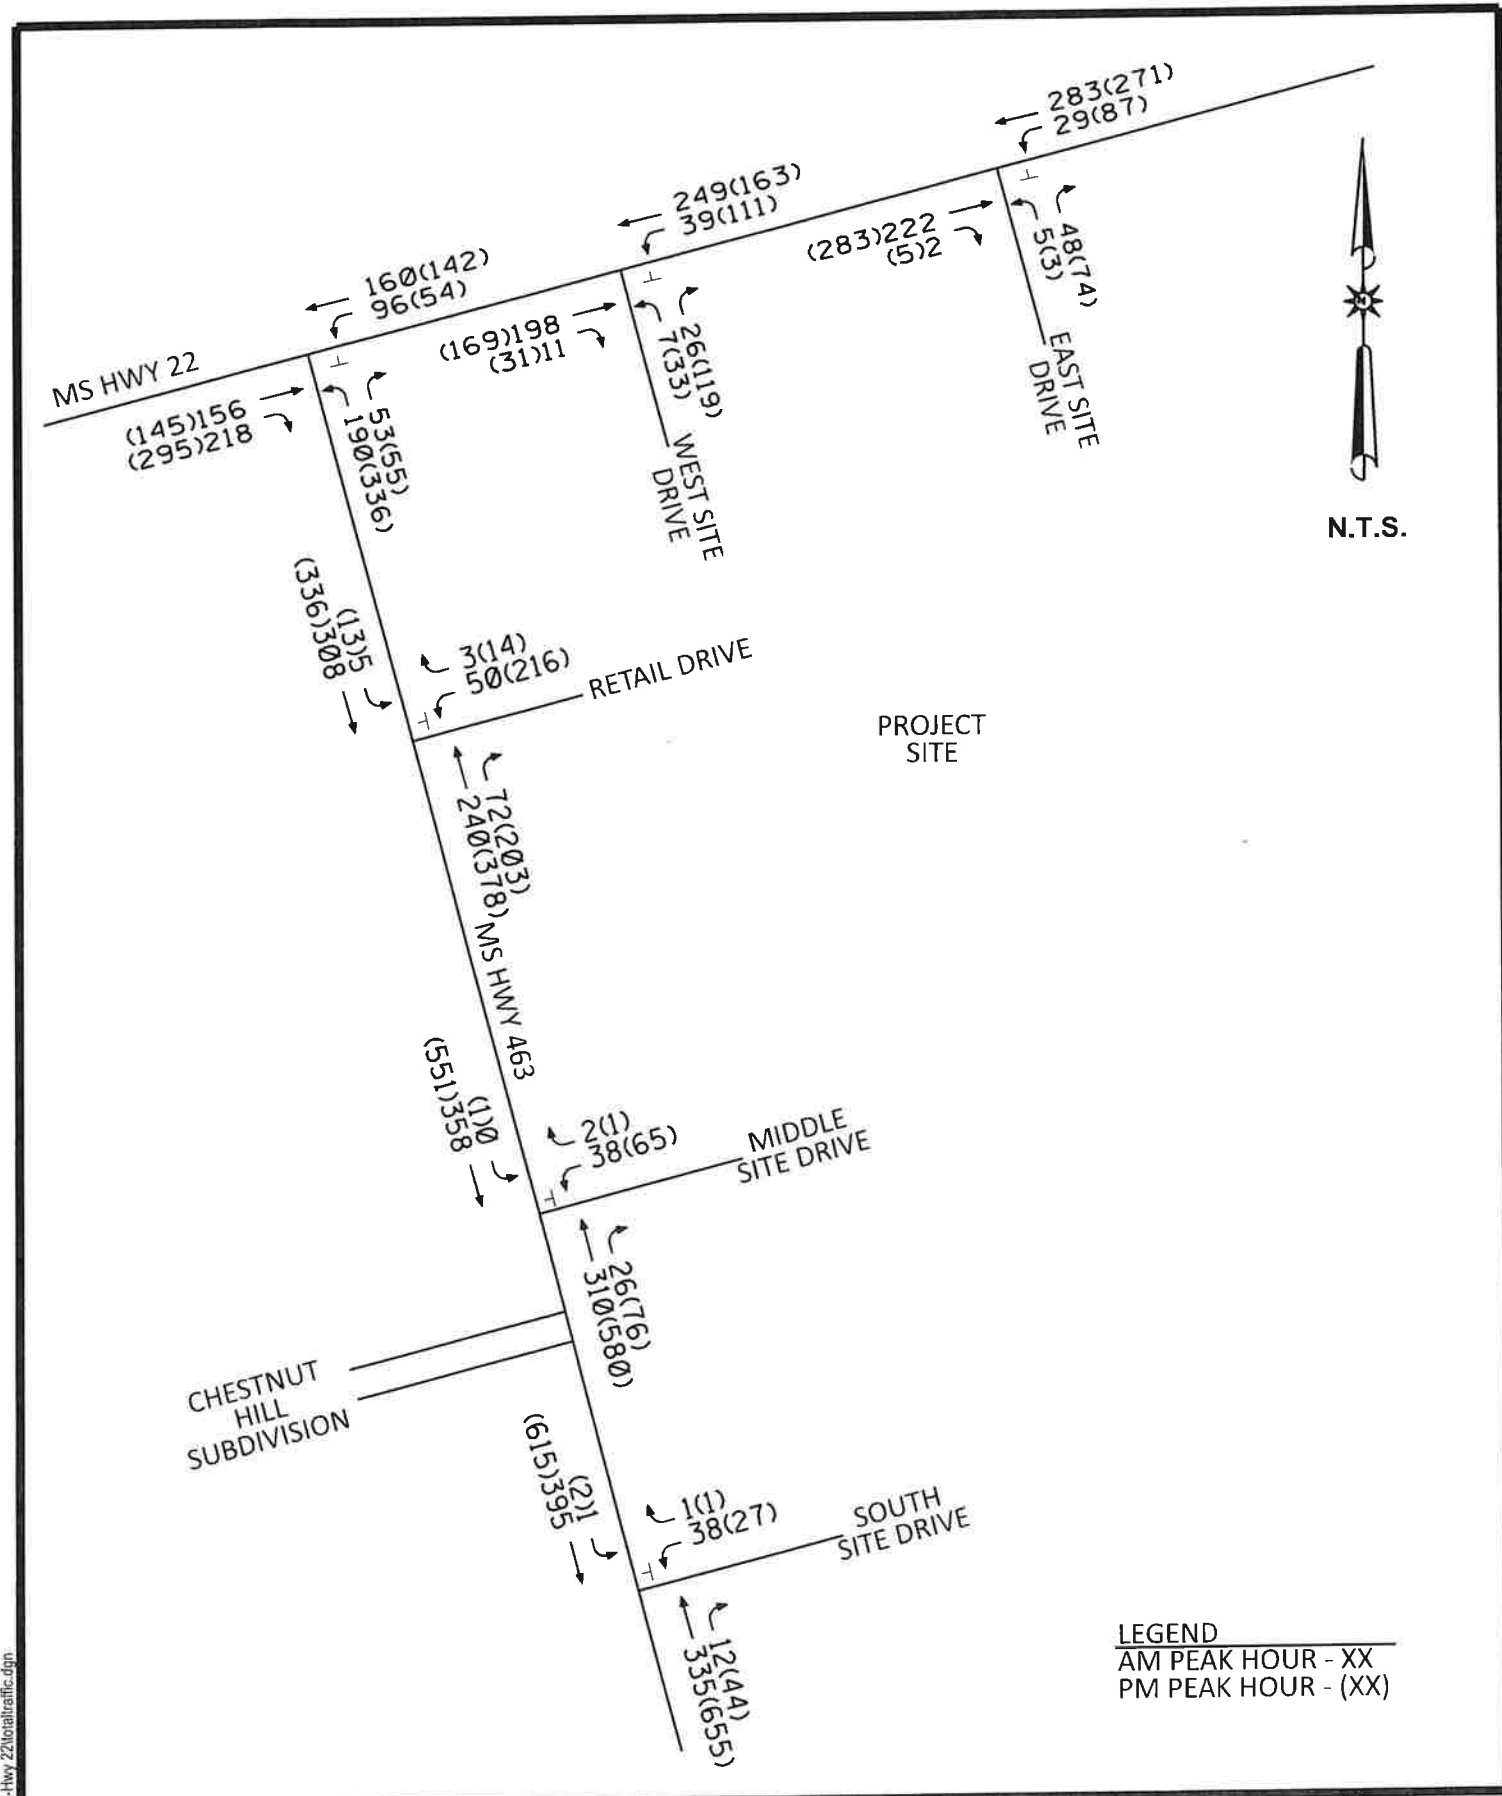 283(271)
29(87)
249(163)
39(111)
(283)222
(5)2
48(74)
5(3)
EAST SITE
DRIVE
160(142)
96(54)
(169)198
(31)11
26(119)
7(33)
WEST SITE
DRIVE
MS HWY 22
(145)156
(295)218
53(55)
190(336)
N.T.S.
(13)5
(336)308
3(14)
50(216)
RETAIL DRIVE
PROJECT
SITE
72(203)
240(378)
MS HWY 463
(1)0
(551)358
2(1)
38(65)
MIDDLE
SITE DRIVE
26(76)
310(580)
CHESTNUT
HILL
SUBDIVISION
(2)1
(615)395
1(1)
38(27)
SOUTH
SITE DRIVE
12(44)
335(655)
LEGEND
AM PEAK HOUR - XX
PM PEAK HOUR - (XX)
-Hwy 22\totaltraffic.dgn